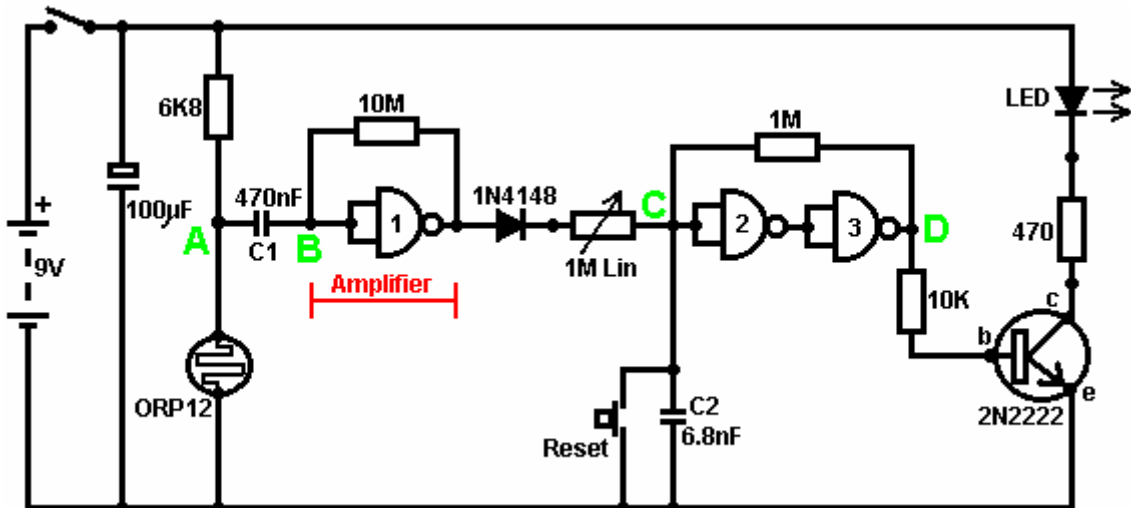 6K8
10M
LED
1M
+
100µF
470nF
1N4148
C
A
C1
B
1
2
3
D
470
9V
1M Lin
Amplifier
10K
c
b
ORP12
e
C2
2N2222
Reset
6.8nF